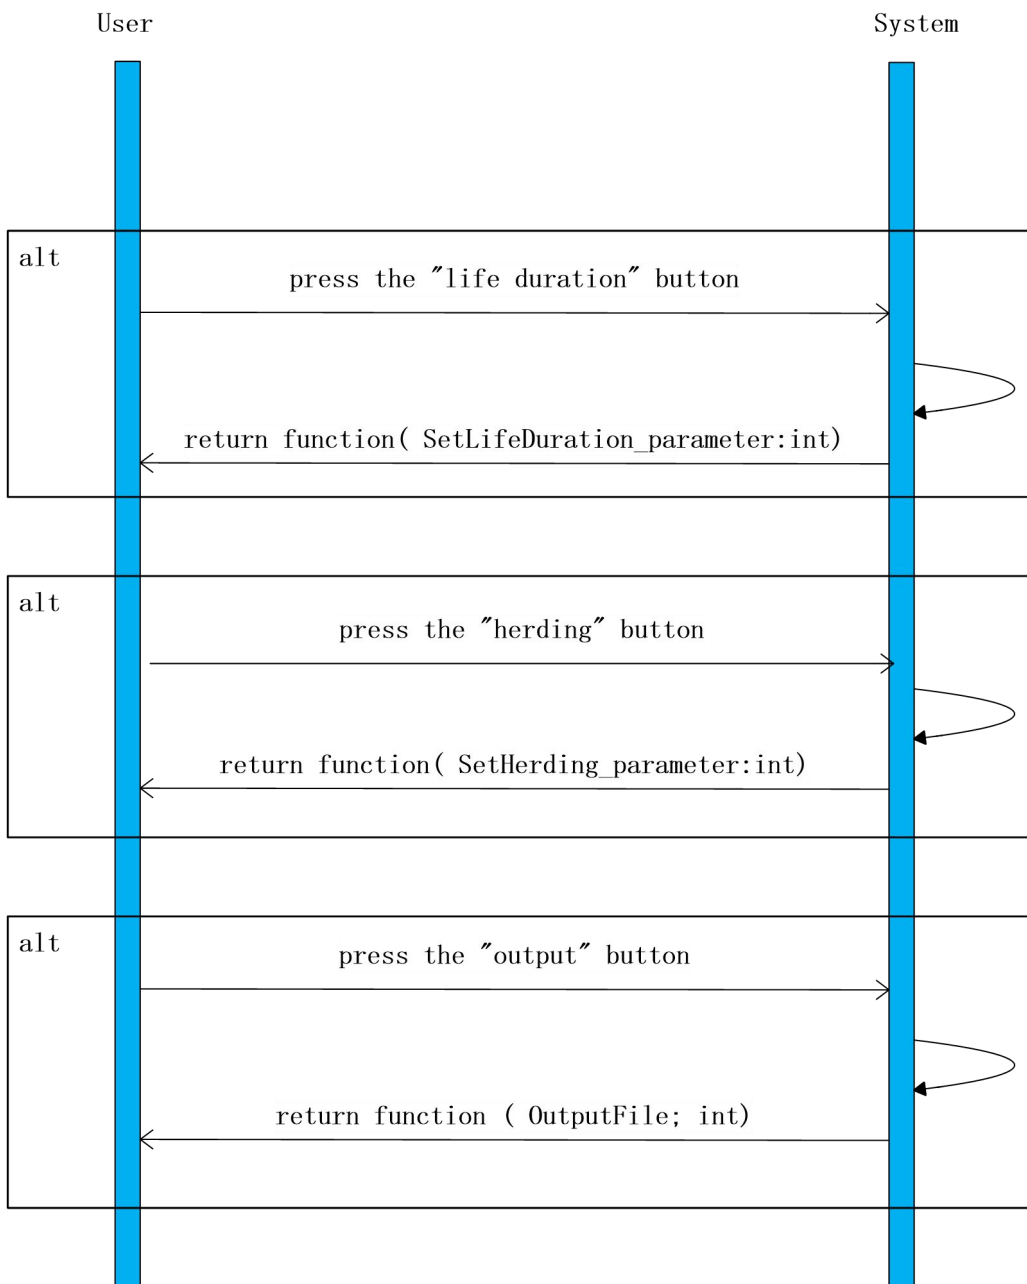 User
System
alt
press the "life duration" button
return function( SetLifeDuration_parameter:int)
alt
press the "herding" button
return function( SetHerding_parameter:int)
alt
press the "output" button
return function ( OutputFile; int)